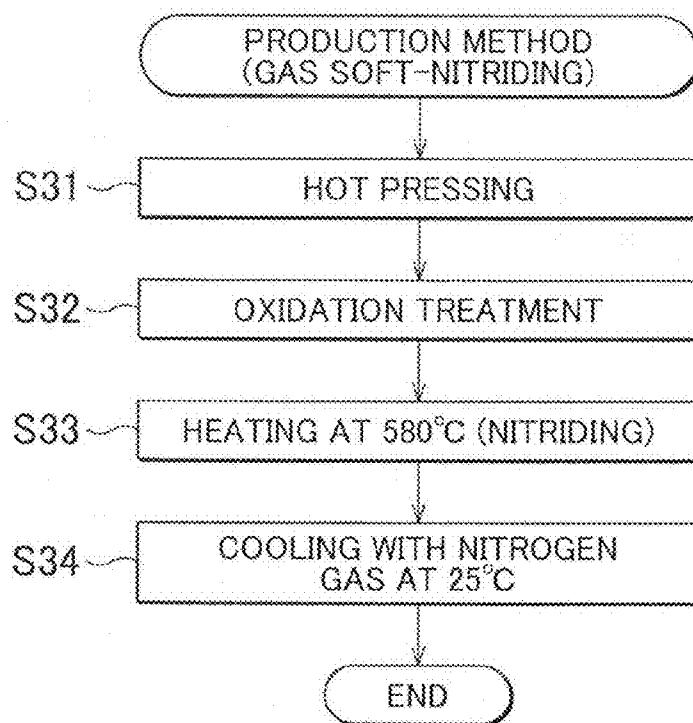 PRODUCTION METHOD
(GAS SOFT-NITRIDING)
S31
HOT PRESSING
S32
OXIDATION TREATMENT
S33
HEATING AT 580°C (NITRIDING)
S34
COOLING WITH NITROGEN
GAS AT 25°C
END